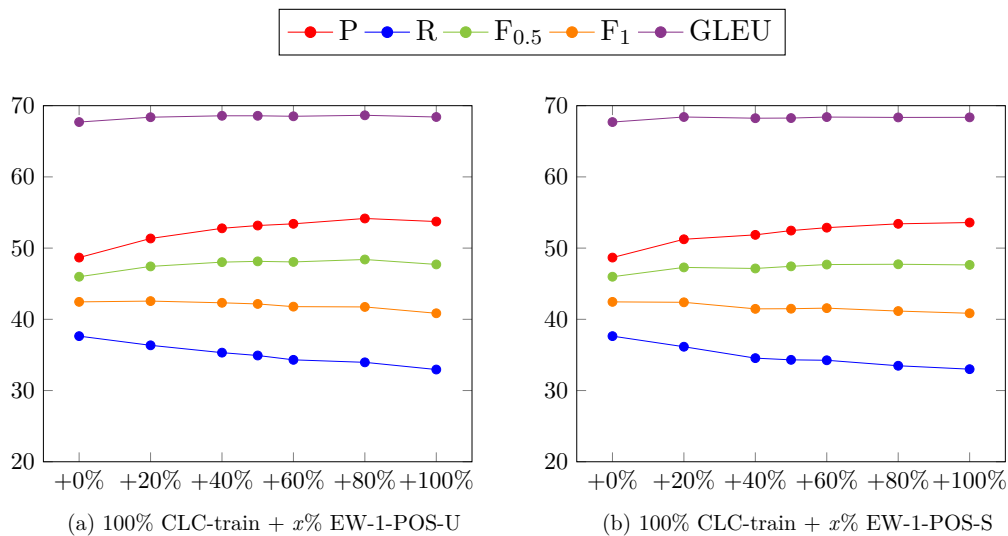 P R F0.5 F1 GLEU
70
60
50
40
30
20
+0% +20% +40% +60% +80% +100%
(a) 100% CLC-train + x% EW-1-POS-U
70
60
50
40
30
20
+0% +20% +40% +60% +80% +100%
(b) 100% CLC-train + x% EW-1-POS-S